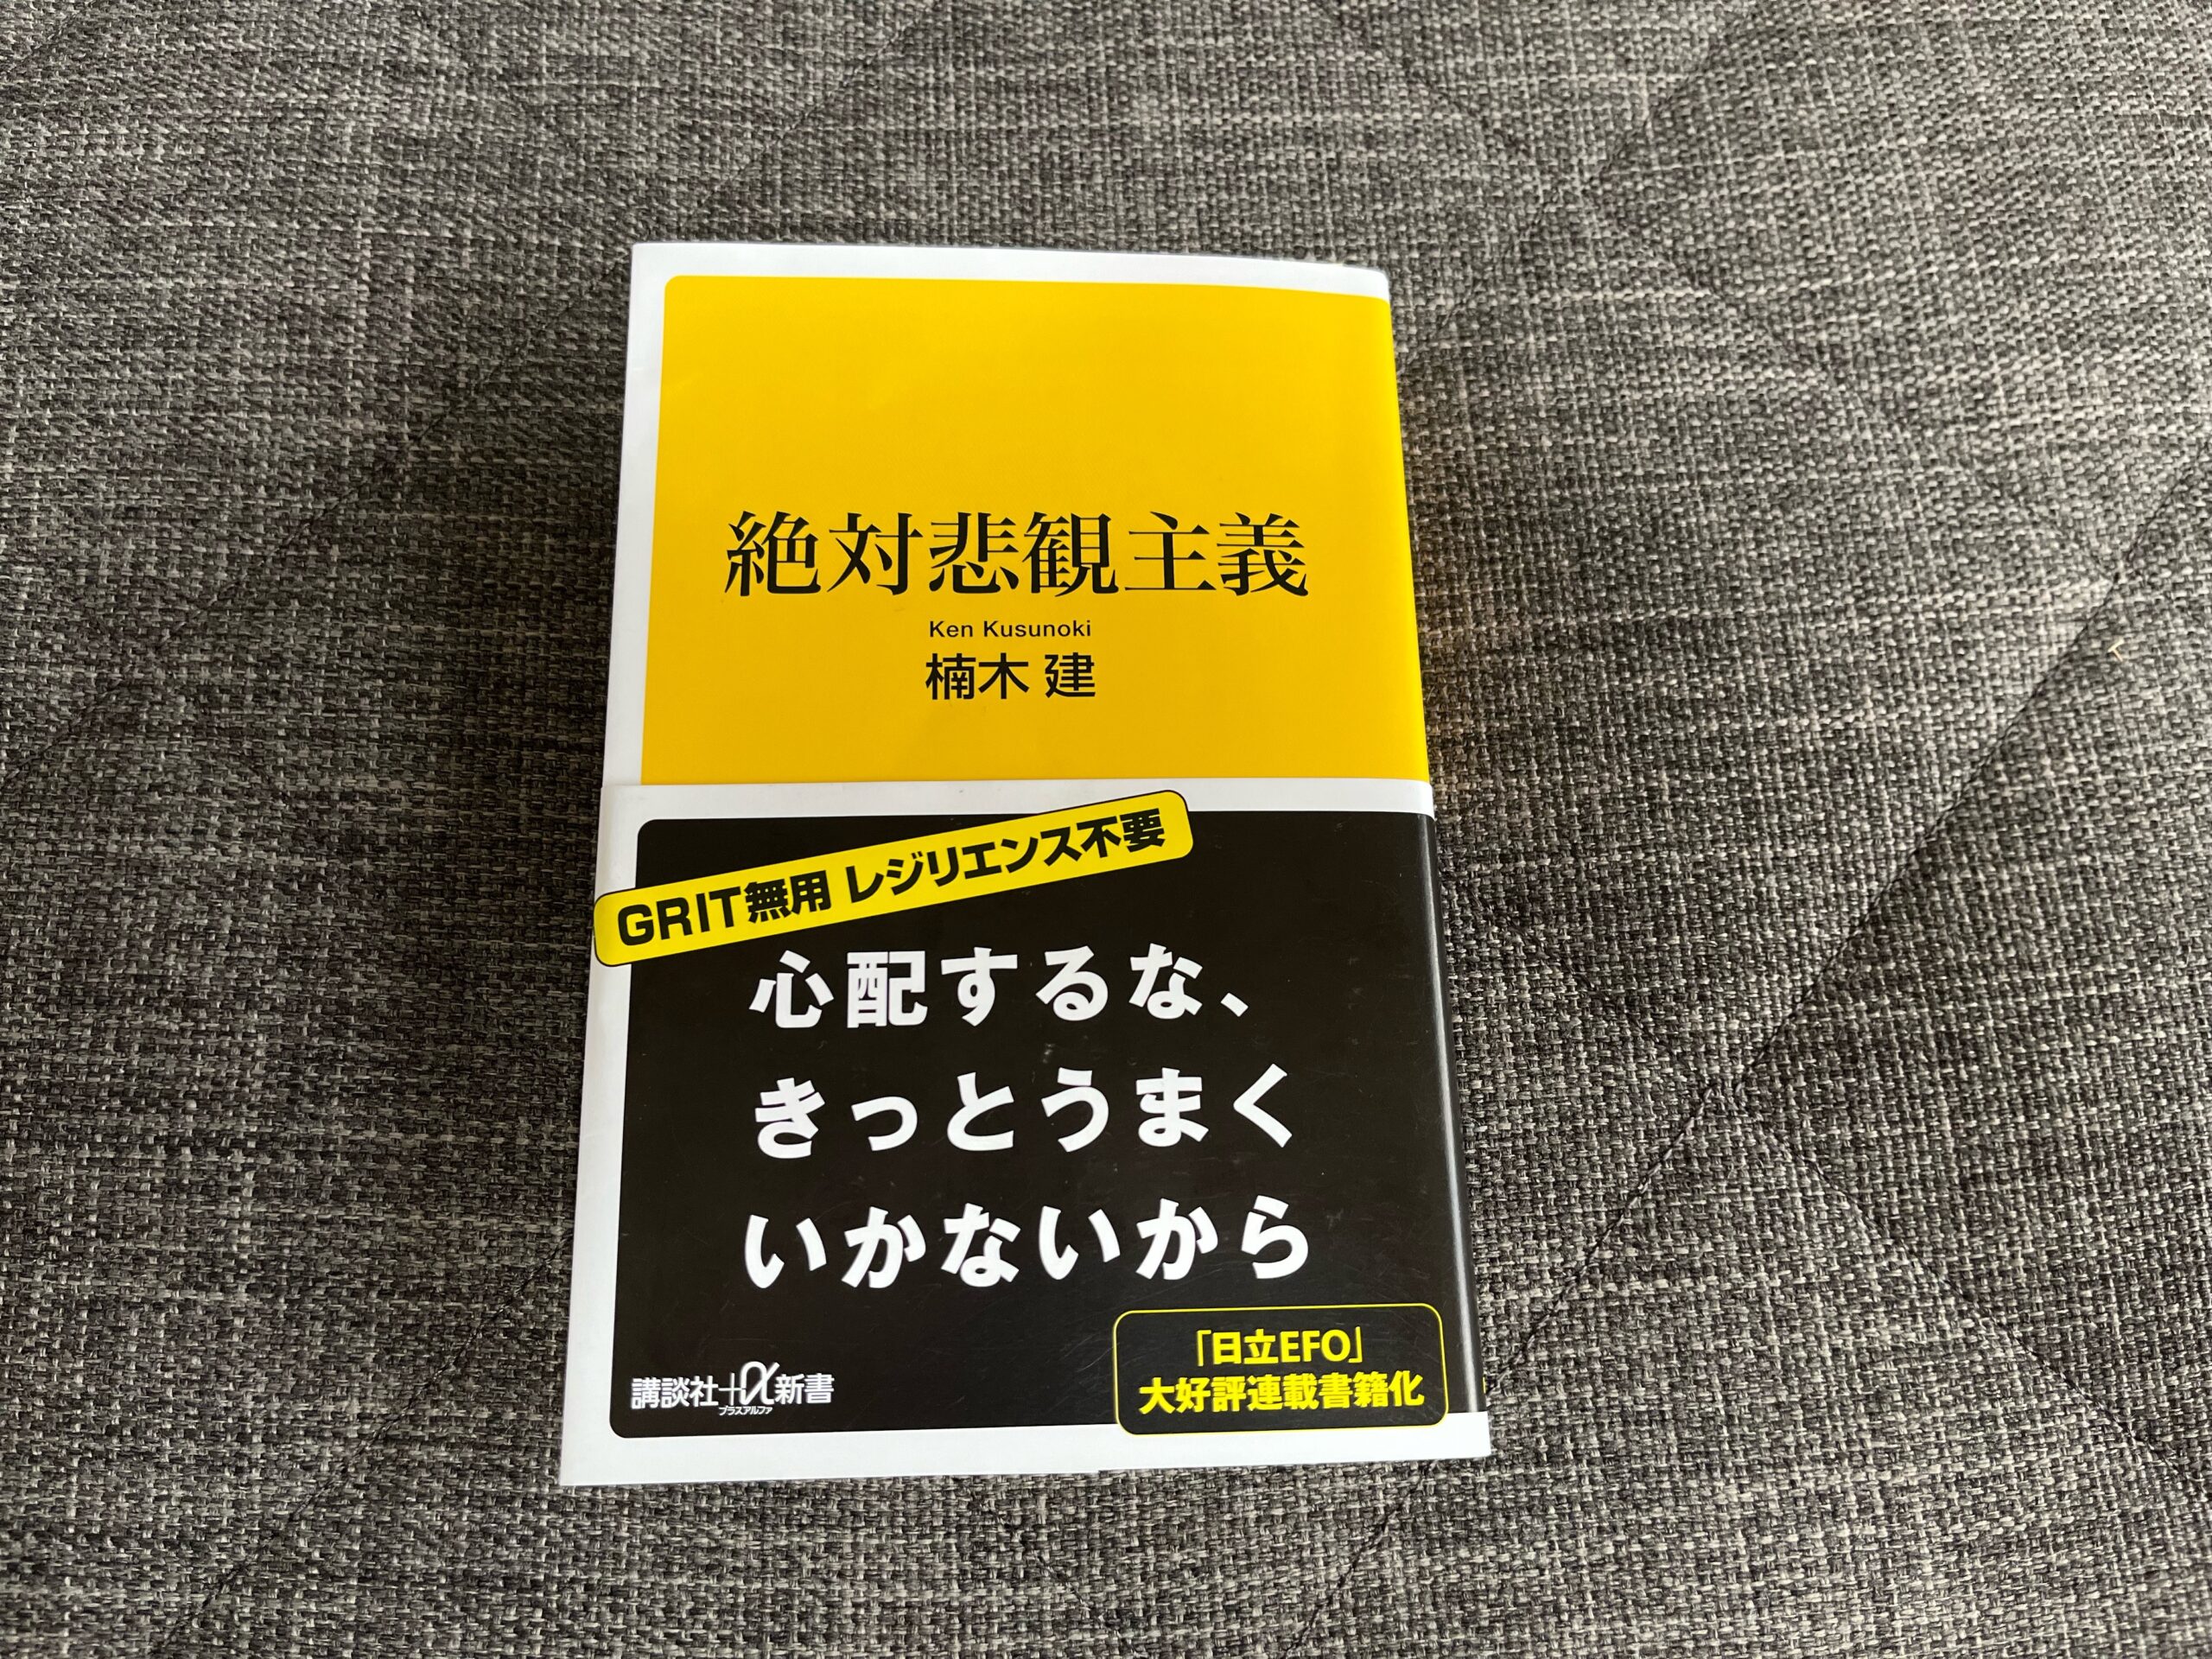 絶対悲観主義
Ken Kusunoki
楠木 建
GRIT無用 レジリエンス不要
心配するな、
きっとうまく
いかないから
「日立EFO」
大好評連載書籍化
講談社+α新書
プラスアルファ